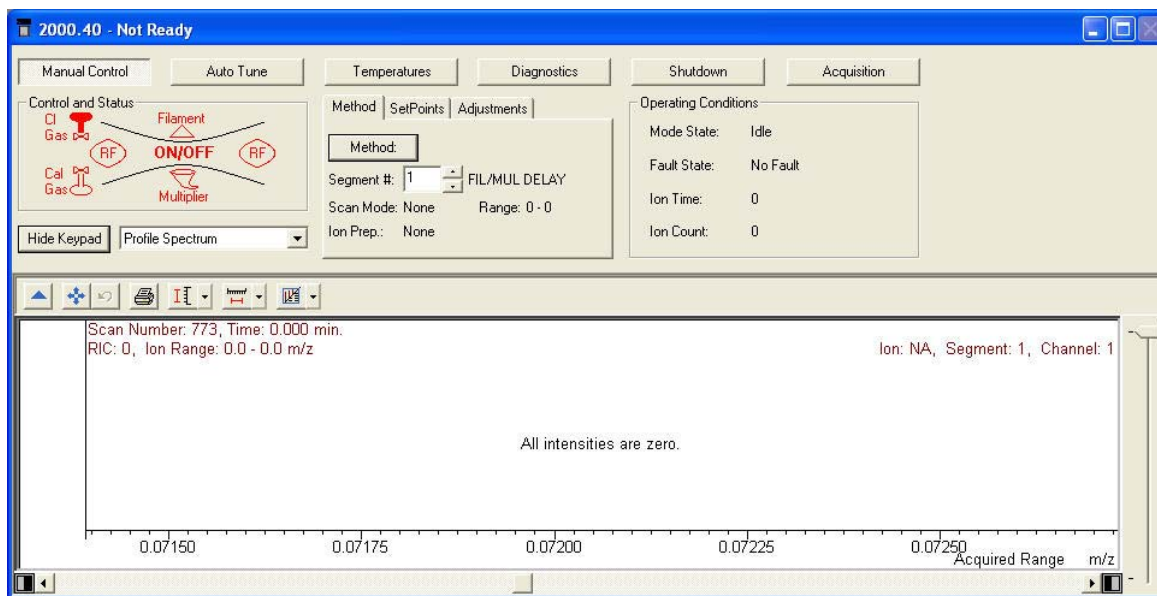 2000.40 - Not Ready
Manual Control Auto Tune Temperatures Diagnostics Shutdown Acquisition
Control and Status
CI Gas
Filament
RF ON/OFF RF
Cal Gas
Multiplier
Hide Keypad Profile Spectrum
Method SetPoints Adjustments
Method:
Segment #: 1 FIL/MUL DELAY
Scan Mode: None Range: 0 - 0
Ion Prep.: None
Operating Conditions
Mode State: Idle
Fault State: No Fault
Ion Time: 0
Ion Count: 0
Scan Number: 773, Time: 0.000 min.
RIC: 0, Ion Range: 0.0 - 0.0 m/z Ion: NA, Segment: 1, Channel: 1
All intensities are zero.
0.07150 0.07175 0.07200 0.07225 0.07250
Acquired Range m/z